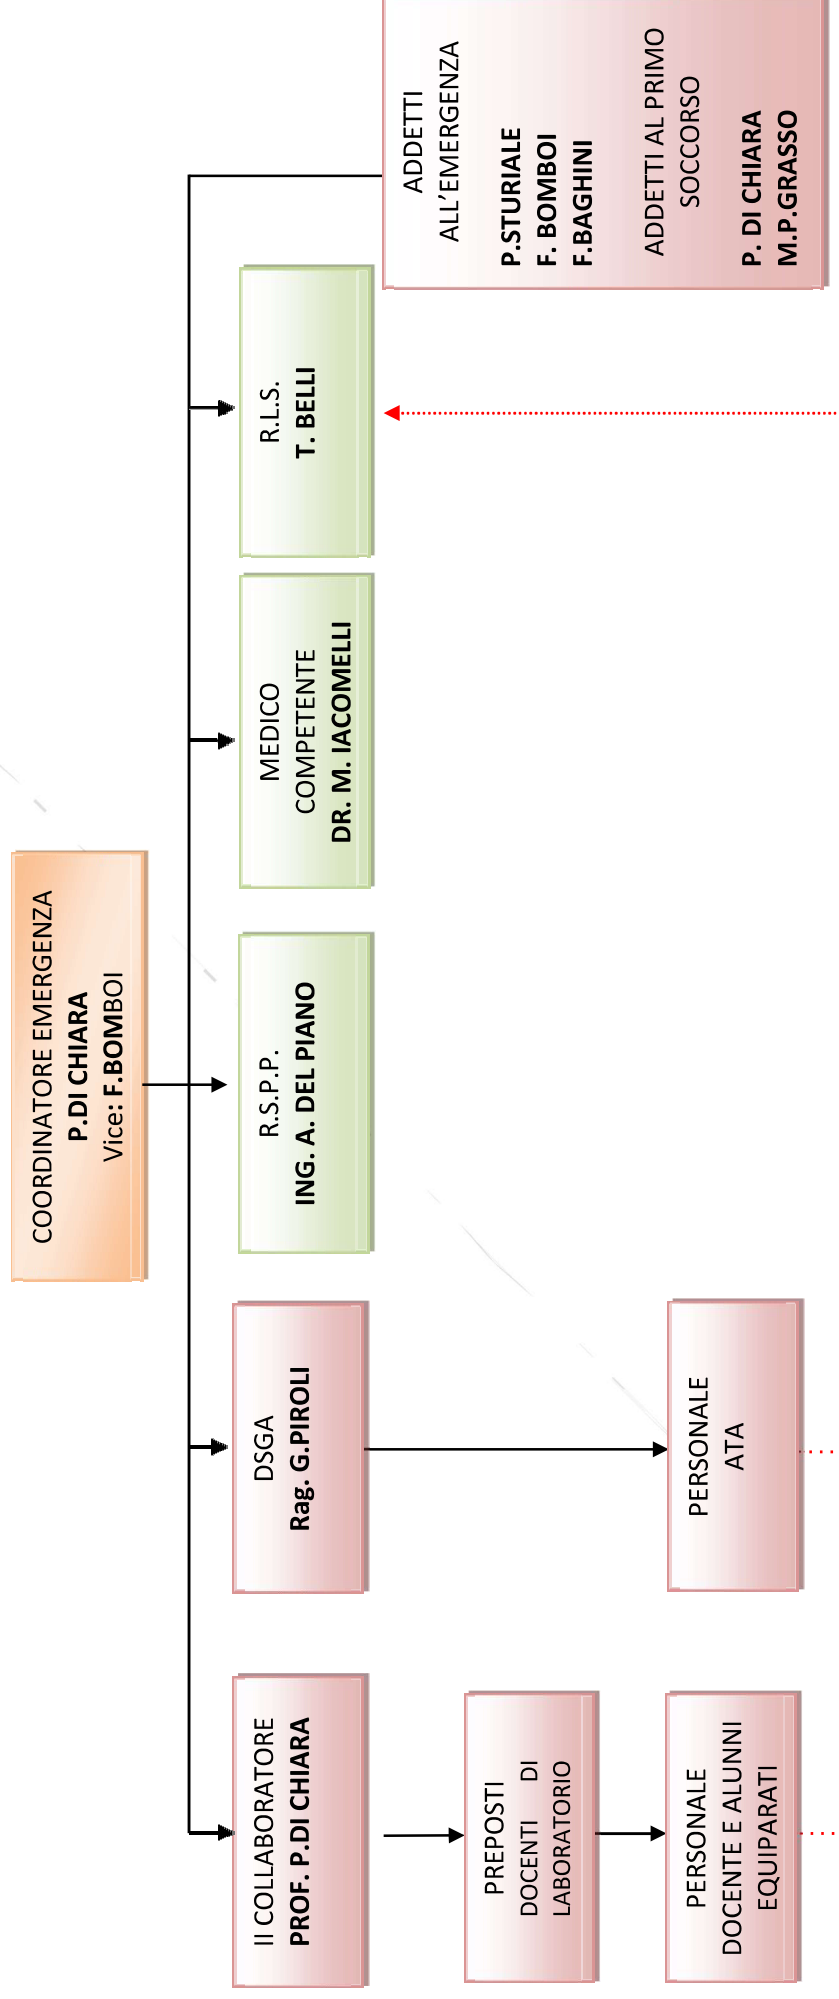 COORDINATORE EMERGENZA
P.DI CHIARA
Vice: F.BOMBOI
II COLLABORATORE
PROF. P.DI CHIARA
DSGA
Rag. G.PIROLI
R.S.P.P.
ING. A. DEL PIANO
MEDICO
COMPETENTE
DR. M. IACOMELLI
R.L.S.
T. BELLI
ADDETTI
ALL’EMERGENZA
P.STURIALE
F. BOMBOI
F.BAGHINI
ADDETTI AL PRIMO
SOCCORSO
P. DI CHIARA
M.P.GRASSO
PREPOSTI
DOCENTI DI
LABORATORIO
PERSONALE
DOCENTE E ALUNNI
EQUIPARATI
PERSONALE
ATA